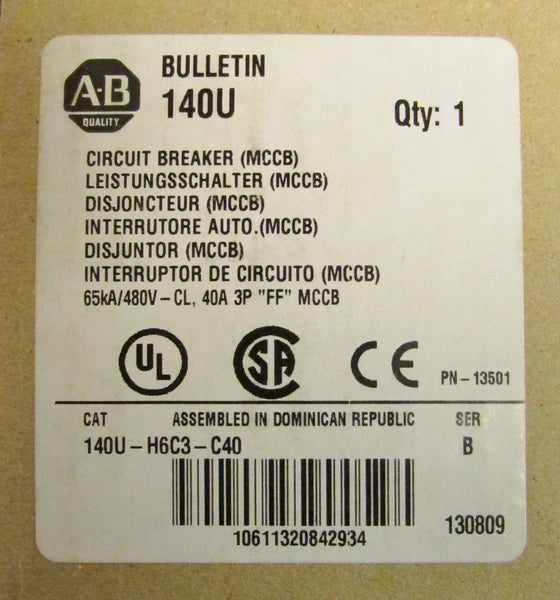 A-B
QUALITY
BULLETIN
140U
Qty: 1
CIRCUIT BREAKER (MCCB)
LEISTUNGSSCHALTER (MCCB)
DISJONCTEUR (MCCB)
INTERRUTORE AUTO.(MCCB)
DISJUNTOR (MCCB)
INTERRUPTOR DE CIRCUITO (MCCB)
65kA/480V-CL, 40A 3P "FF" MCCB
UL
SA
CE
PN-13501
CAT ASSEMBLED IN DOMINICAN REPUBLIC SER
140U-H6C3-C40 B
10611320842934
130809